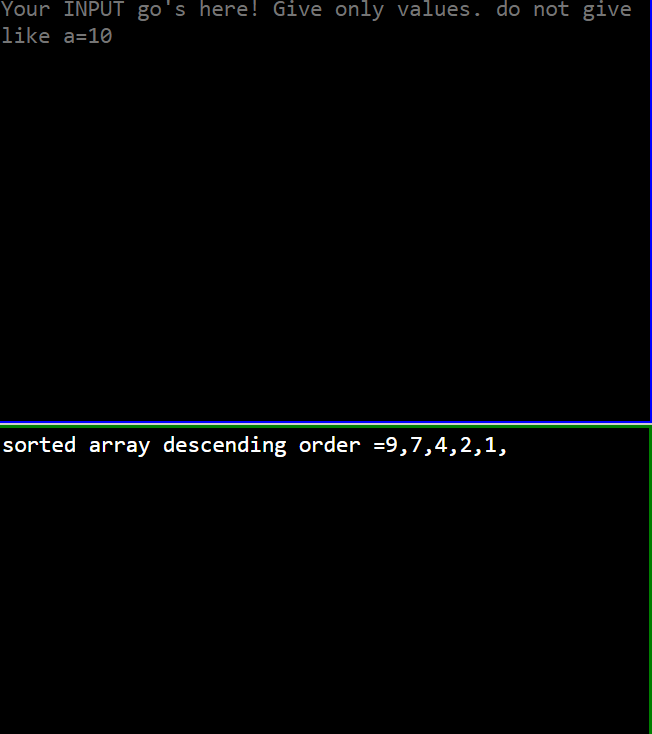 Your INPUT go's here! Give only values. do not give
like a=10
sorted array descending order =9,7,4,2,1,